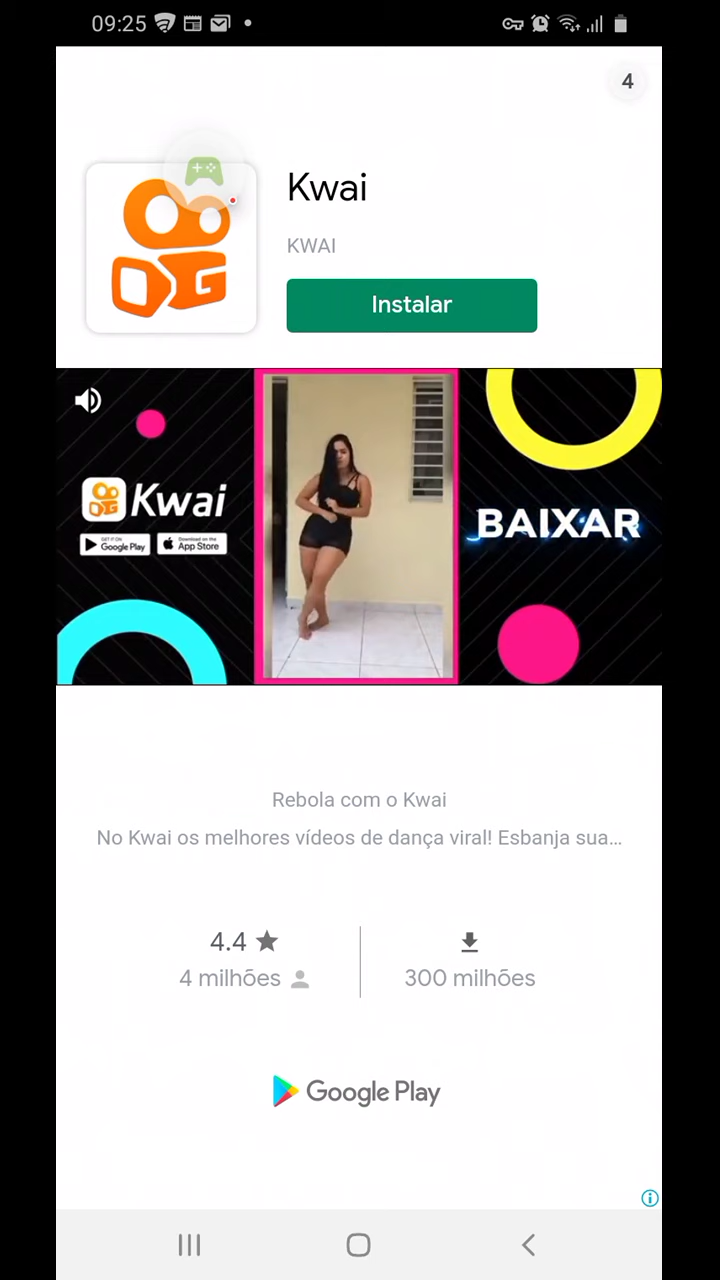 09:25
4
Kwai
KWAI
Instalar
Kwai
GET IT ON
Google Play
Download on the
App Store
BAIXAR
Rebola com o Kwai
No Kwai os melhores vídeos de dança viral! Esbanja sua...
4.4
4 milhões
300 milhões
Google Play